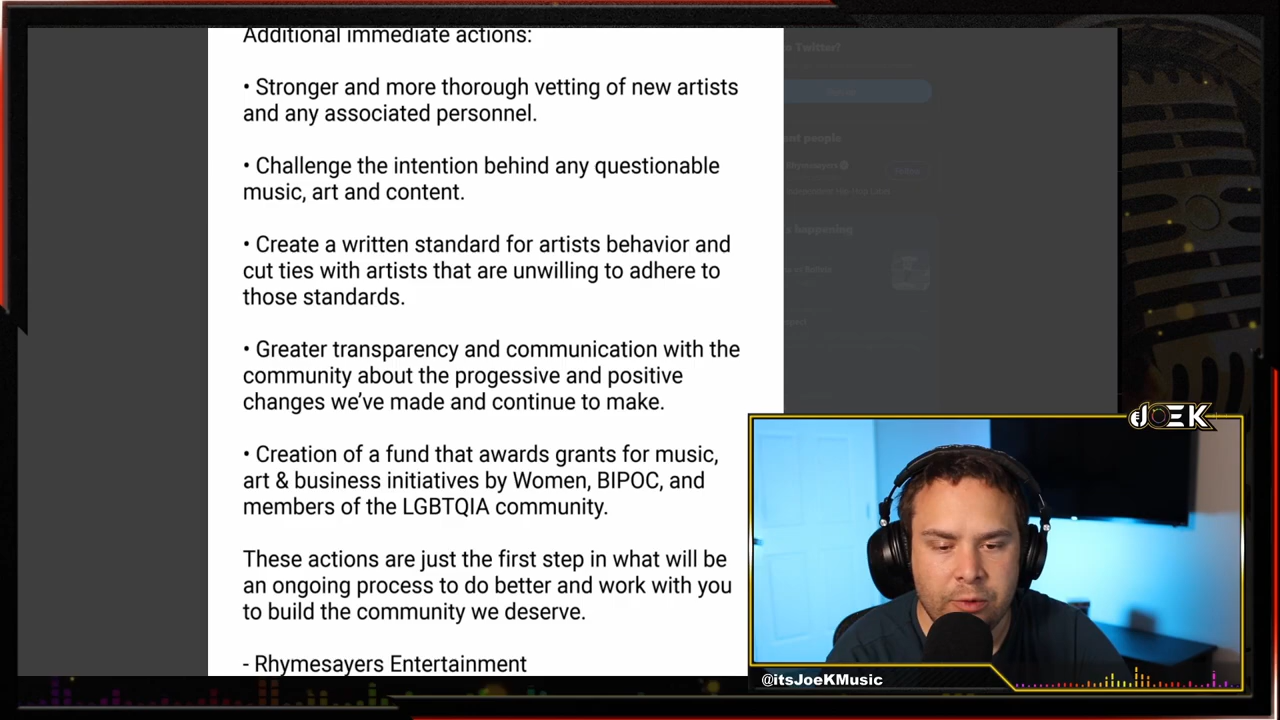 Additional immediate actions:
• Stronger and more thorough vetting of new artists
and any associated personnel.
• Challenge the intention behind any questionable
music, art and content.
• Create a written standard for artists behavior and
cut ties with artists that are unwilling to adhere to
those standards.
• Greater transparency and communication with the
community about the progessive and positive
changes we’ve made and continue to make.
• Creation of a fund that awards grants for music,
art & business initiatives by Women, BIPOC, and
members of the LGBTQIA community.
These actions are just the first step in what will be
an ongoing process to do better and work with you
to build the community we deserve.
- Rhymesayers Entertainment
to Twitter?
happening
JOEK
@itsJoeKMusic